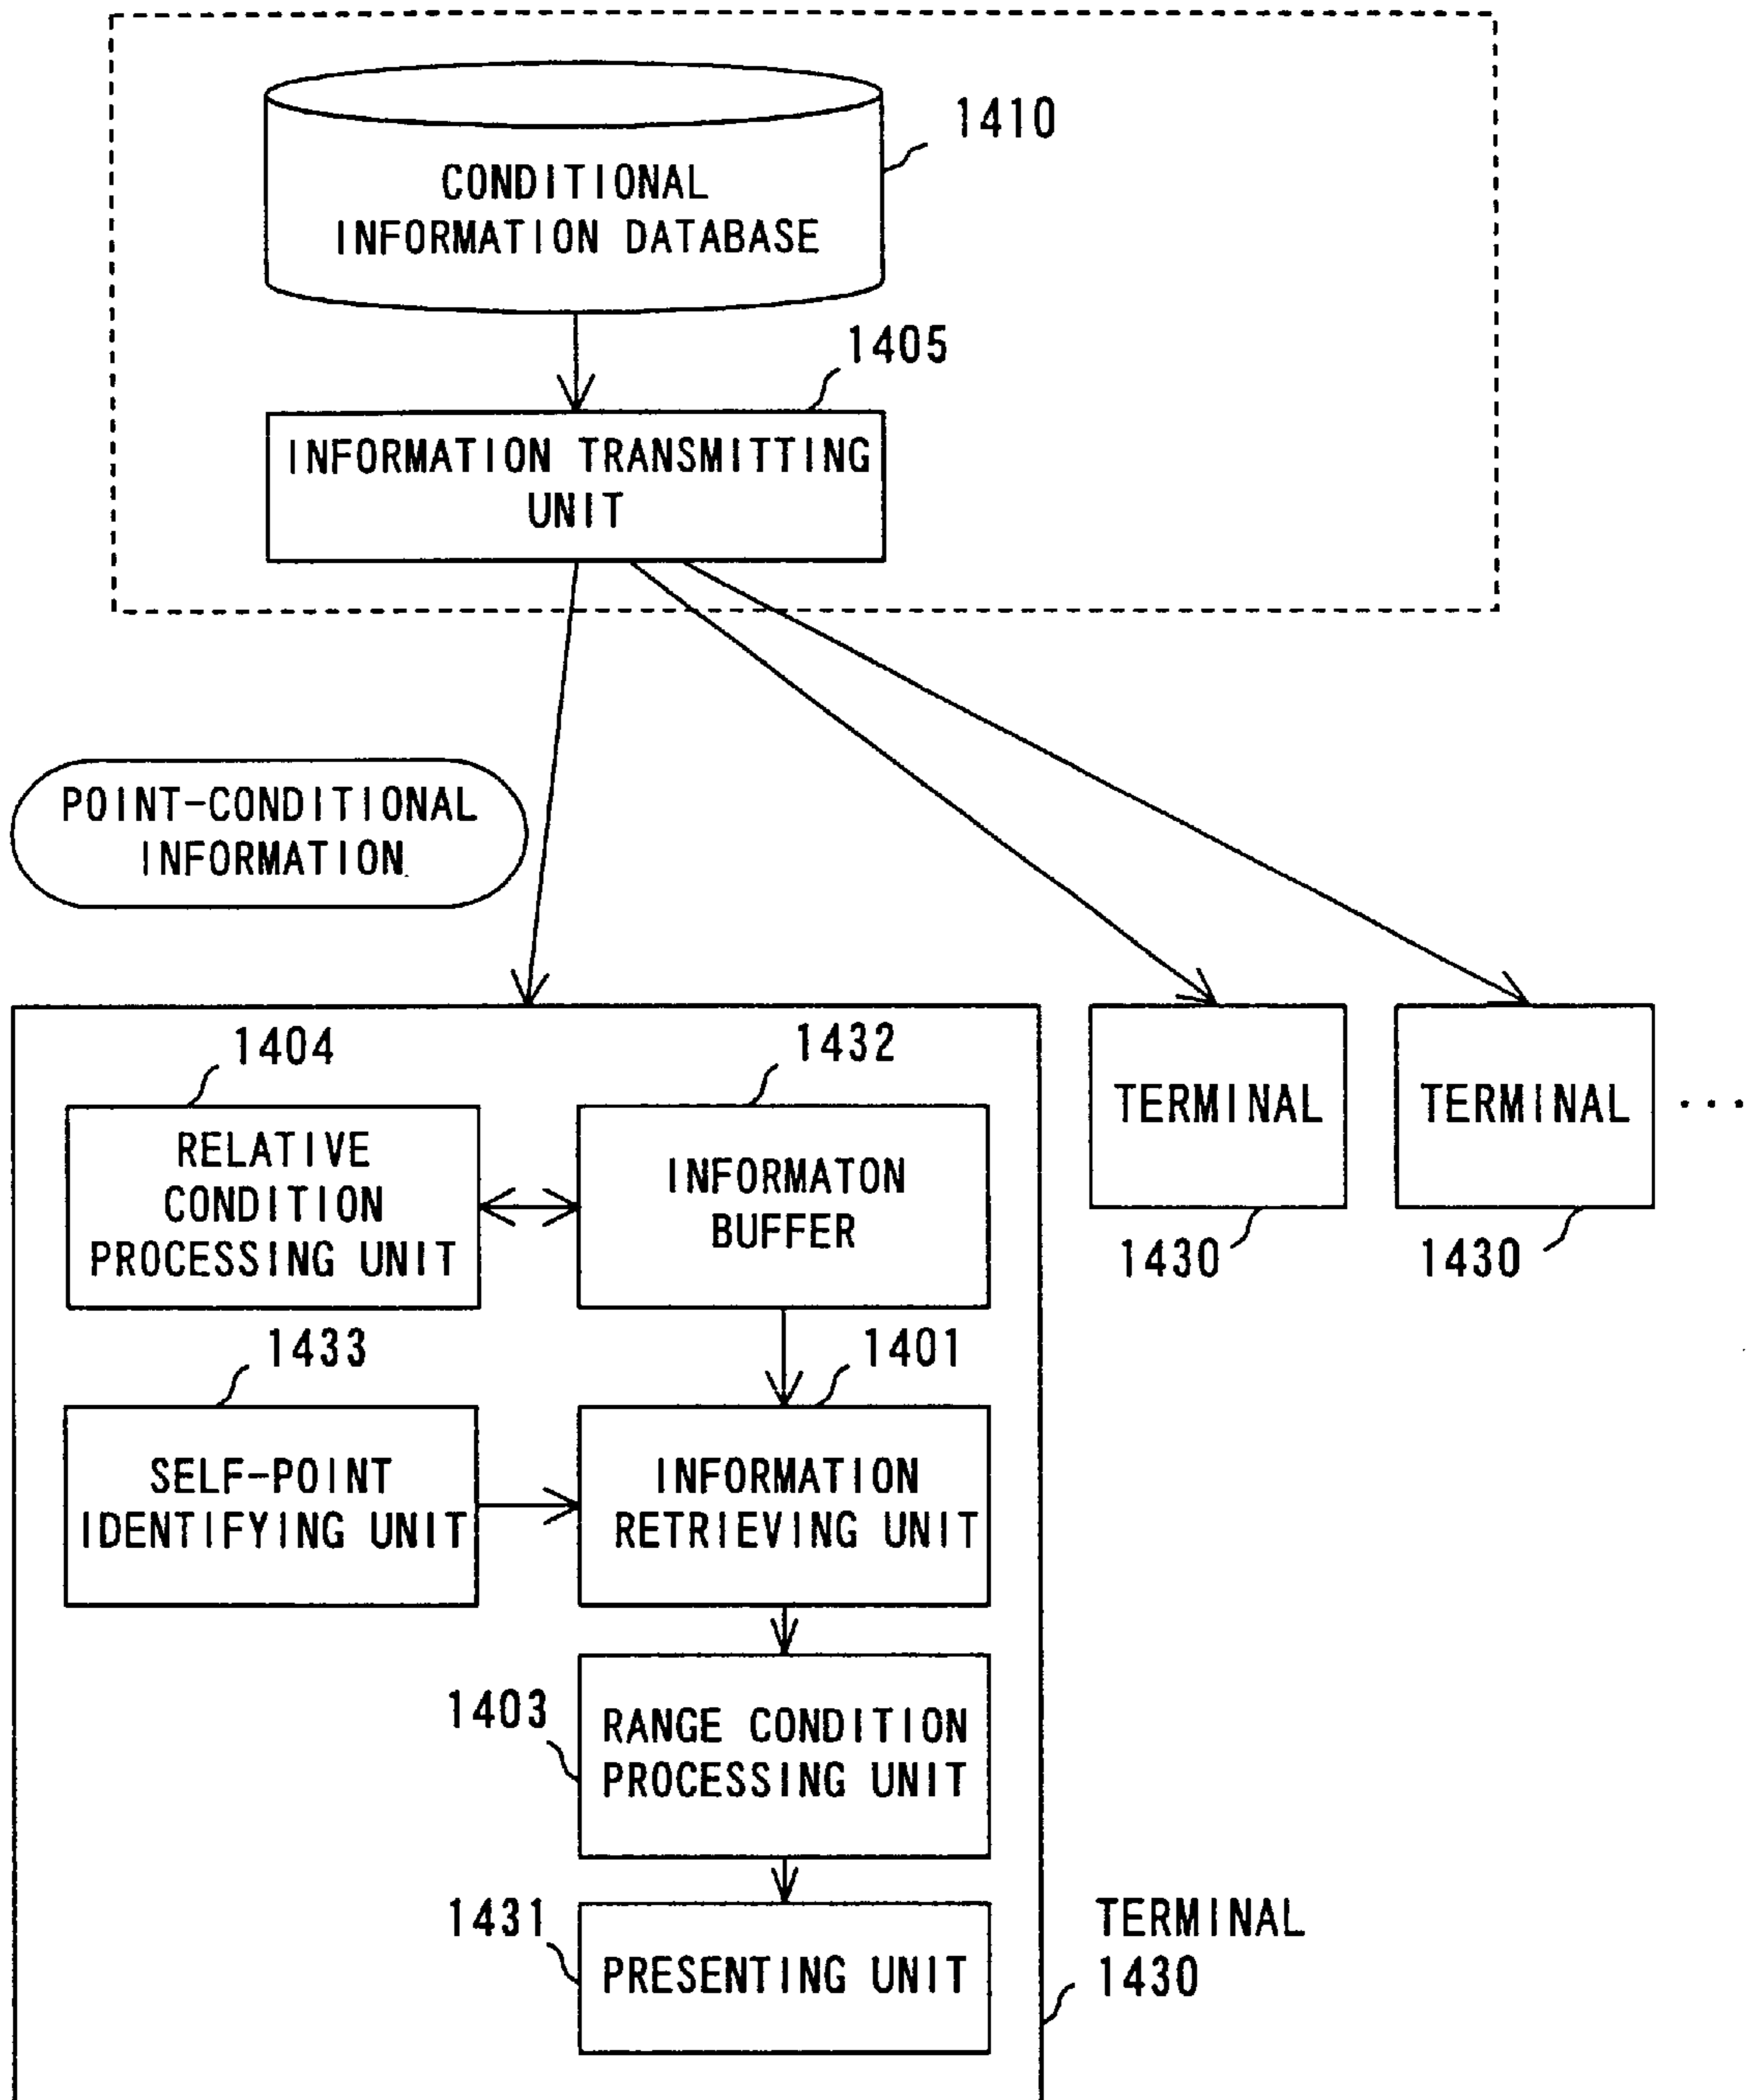 1410
CONDITIONAL
INFORMATION DATABASE
1405
INFORMATION TRANSMITTING
UNIT
POINT-CONDITIONAL
INFORMATION
1404
1432
RELATIVE
CONDITION
PROCESSING UNIT
INFORMATON
BUFFER
TERMINAL
TERMINAL
...
1430
1430
1433
1401
SELF-POINT
IDENTIFYING UNIT
INFORMATION
RETRIEVING UNIT
1403
RANGE CONDITION
PROCESSING UNIT
1431
PRESENTING UNIT
TERMINAL
1430